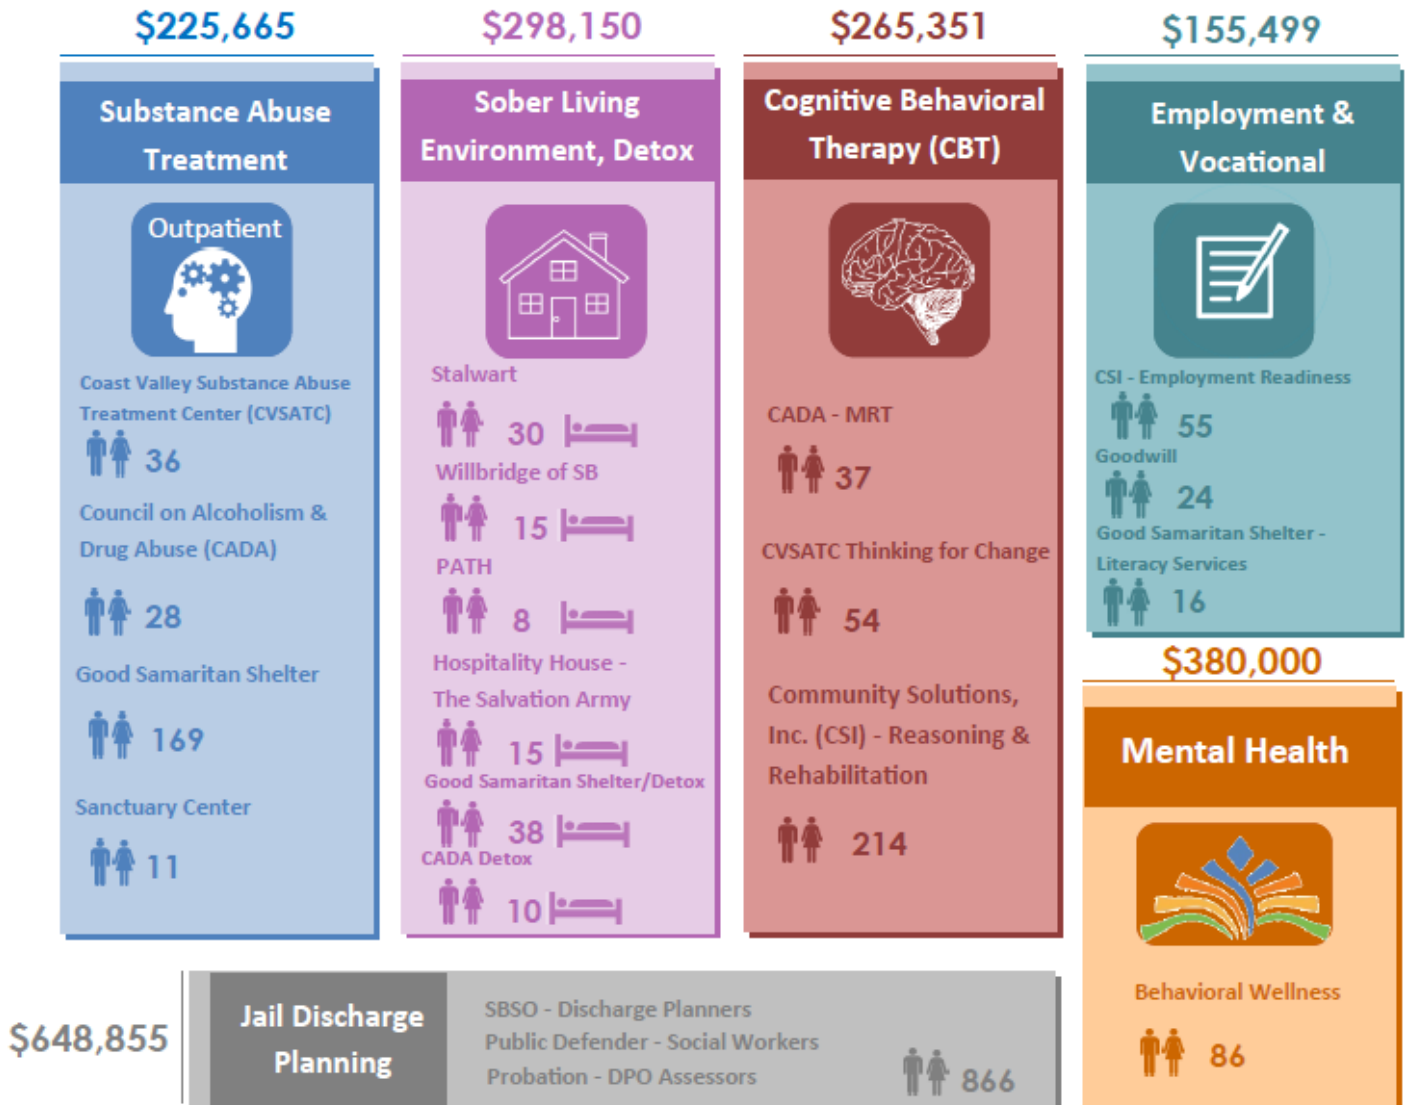 $225,665
Substance Abuse
Treatment
Outpatient
Coast Valley Substance Abuse
Treatment Center (CVSATC)
36
Council on Alcoholism &
Drug Abuse (CADA)
28
Good Samaritan Shelter
169
Sanctuary Center
11
$298,150
Sober Living
Environment, Detox
Stalwart
30
Willbridge of SB
15
PATH
8
Hospitality House -
The Salvation Army
15
Good Samaritan Shelter/Detox
38
CADA Detox
10
$265,351
Cognitive Behavioral
Therapy (CBT)
CADA - MRT
37
CVSATC Thinking for Change
54
Community Solutions,
Inc. (CSI) - Reasoning &
Rehabilitation
214
$155,499
Employment &
Vocational
CSI - Employment Readiness
55
Goodwill
24
Good Samaritan Shelter -
Literacy Services
16
$380,000
Mental Health
Behavioral Wellness
86
$648,855
Jail Discharge
Planning
SBSO - Discharge Planners
Public Defender - Social Workers
Probation - DPO Assessors
866